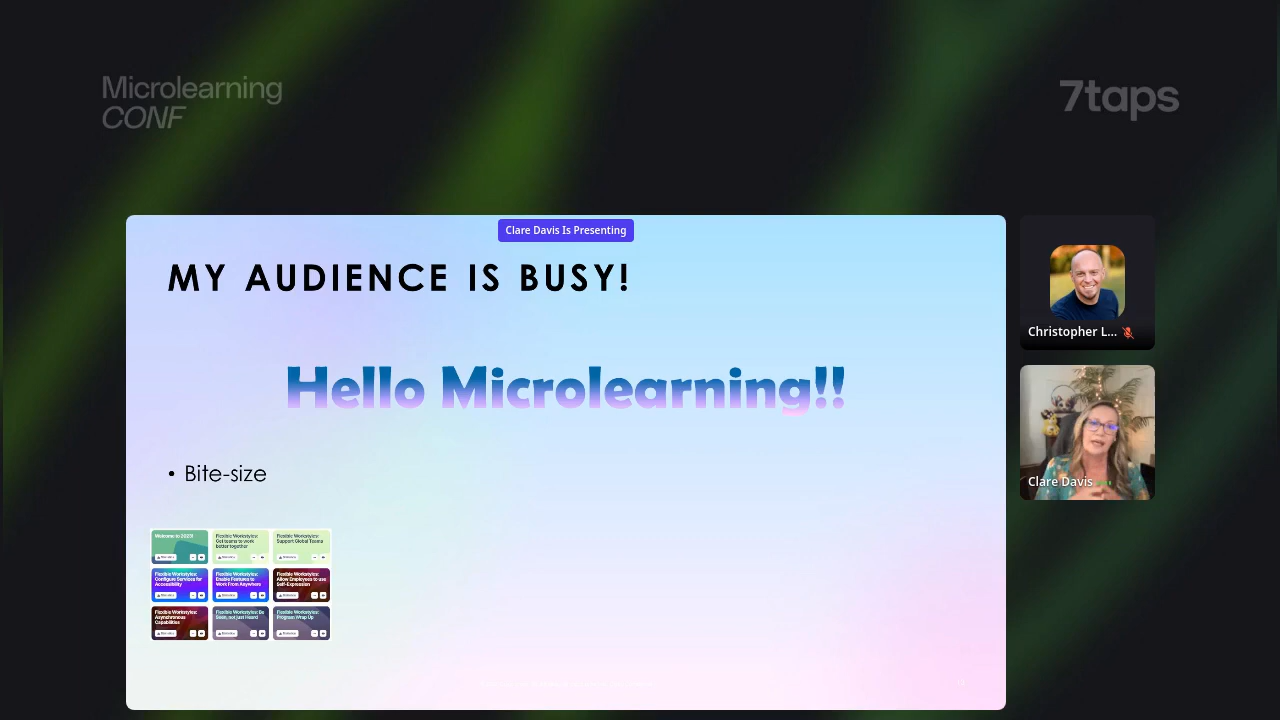 Microlearning
CONF
7taps
Clare Davis Is Presenting
MY AUDIENCE IS BUSY!
Hello Microlearning!!
• Bite-size
Welcome to 2023!
Flexible Workstyles:
Get teams to work
better together
Flexible Workstyles:
Support Global Teams
Flexible Workstyles:
Configure Services for
Accessibility
Flexible Workstyles:
Enable Features to
Work From Anywhere
Flexible Workstyles:
Allow Employees to use
Self-Expression
Flexible Workstyles:
Asynchronous
Capabilities
Flexible Workstyles: Be
Seen, not just Heard
Flexible Workstyles:
Program Wrap Up
Christopher L...
Clare Davis